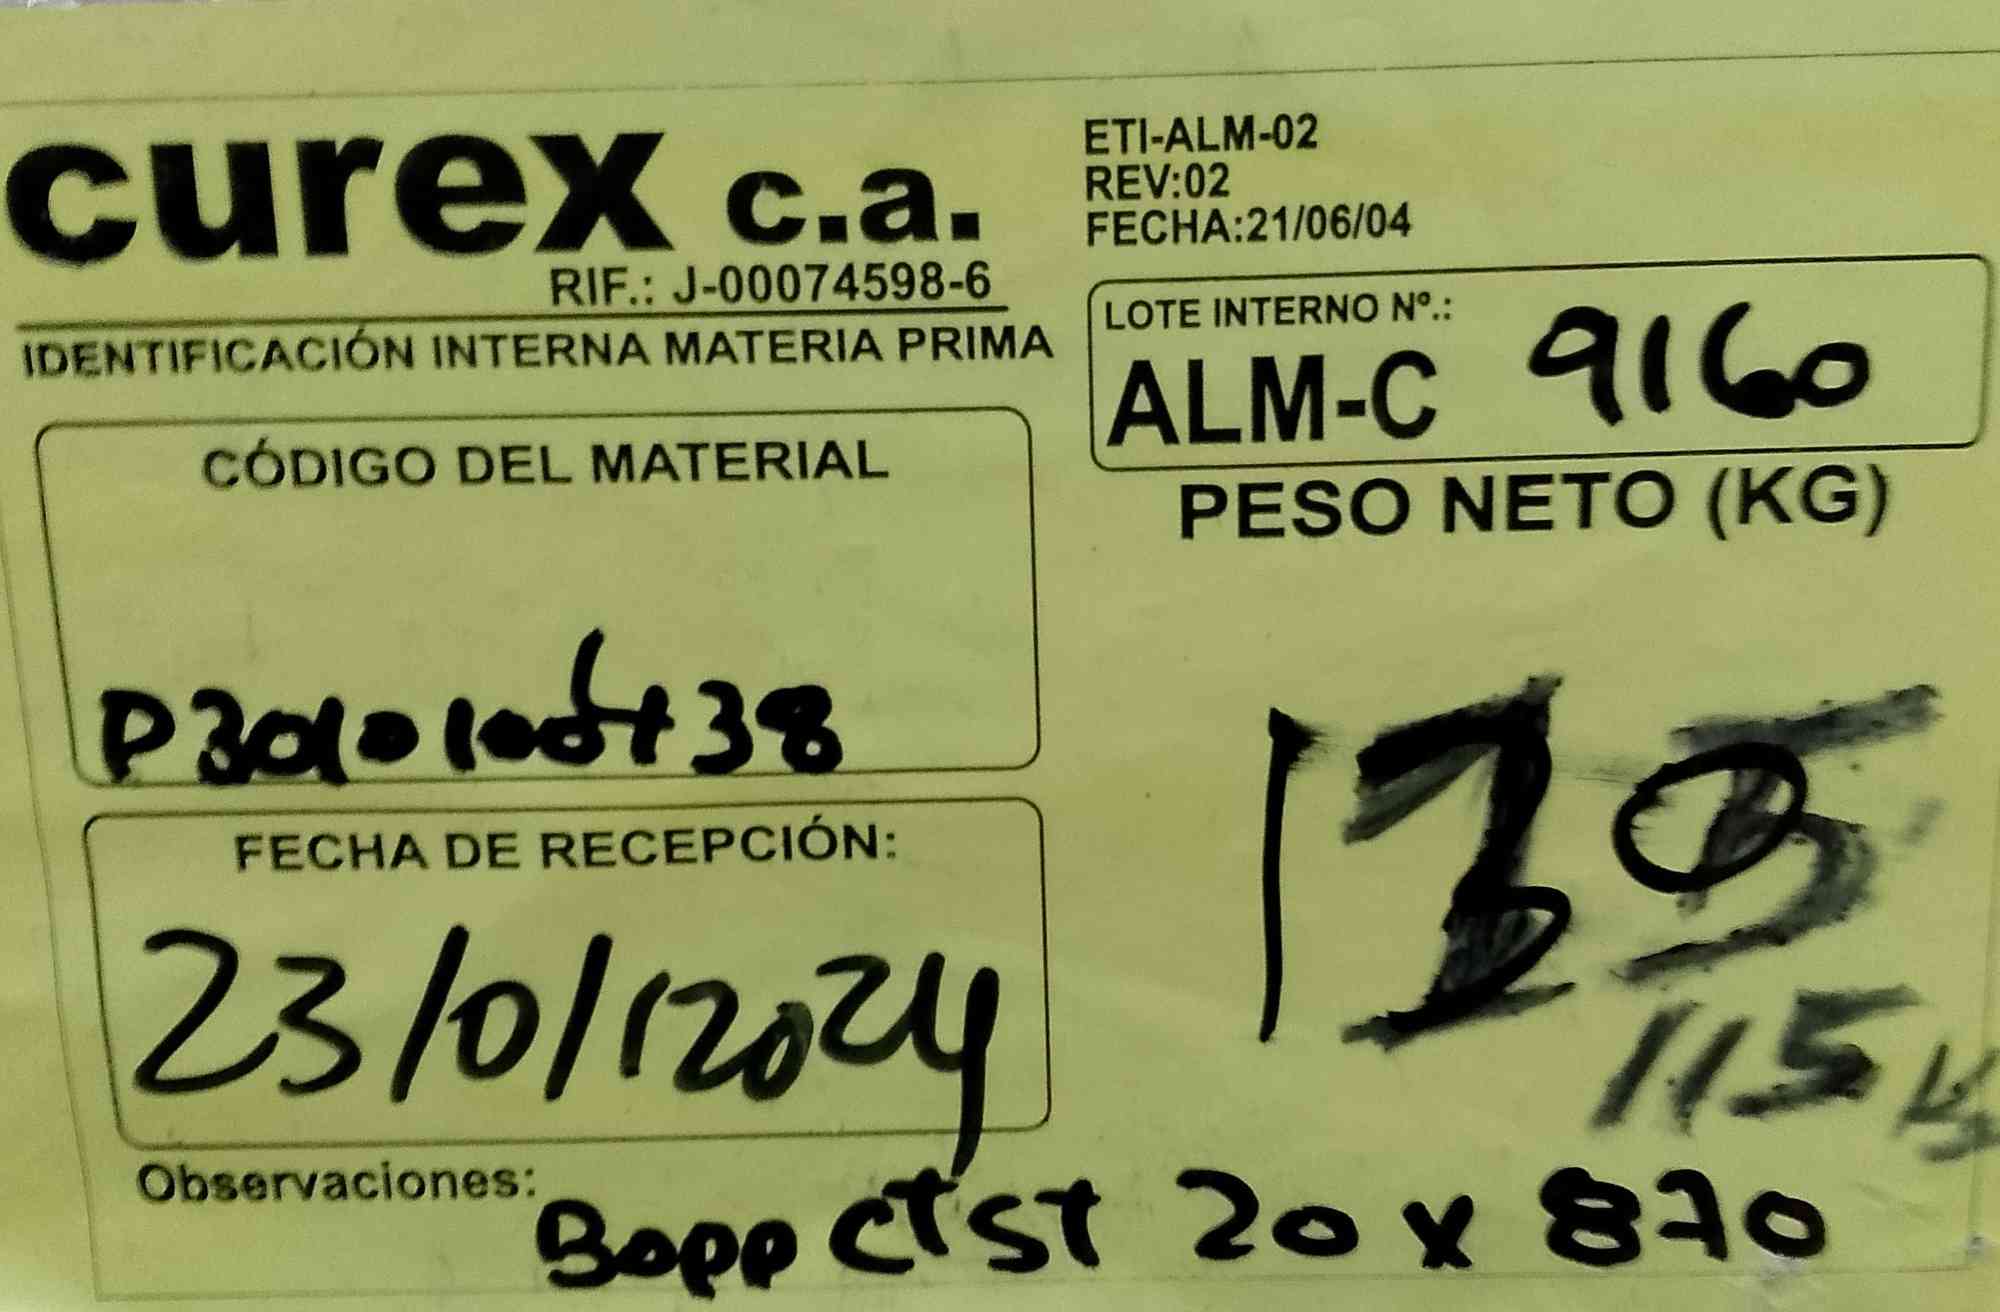 curex c.a.
RIF.: J-00074598-6
IDENTIFICACIÓN INTERNA MATERIA PRIMA
ETI-ALM-02
REV:02
FECHA:21/06/04
LOTE INTERNO Nº.:
ALM-C 9160
CÓDIGO DEL MATERIAL
PESO NETO (KG)
FECHA DE RECEPCIÓN:
23/01/2024
115 Kg
Observaciones:
Bopp CTST 20 x 870